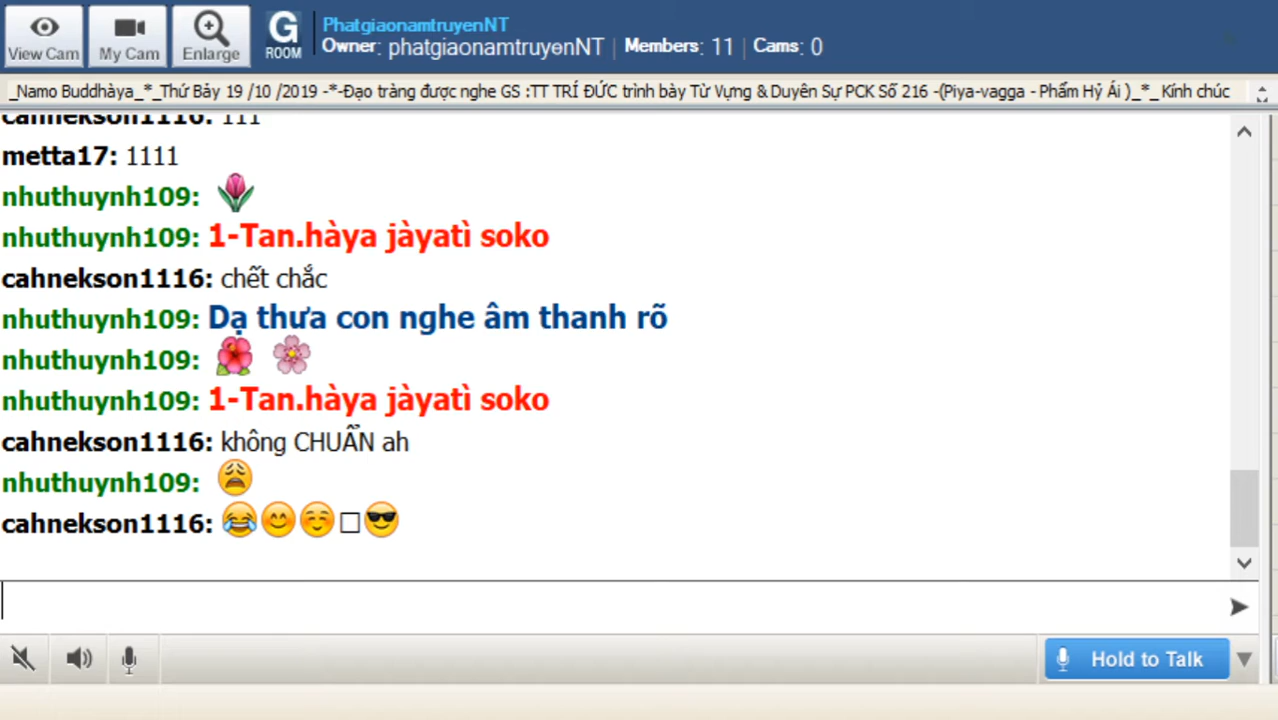 View Cam
My Cam
Enlarge
G
ROOM
PhatgiaonamtruyenNT
Owner: phatgiaonamtruyenNT | Members: 11 | Cams: 0
_Namo Buddhàya_*_Thứ Bảy 19 /10 /2019 -*-Đạo tràng được nghe GS :TT TRÍ ĐỨC trình bày Từ Vựng & Duyên Sự PCK Số 216 -(Piya-vagga - Phẩm Hỷ Ái )_*_ Kính chúc
cahnekson1116: 111
metta17: 1111
nhuthuynh109:
nhuthuynh109: 1-Tan.hàya jàyatì soko
cahnekson1116: chết chắc
nhuthuynh109: Dạ thưa con nghe âm thanh rõ
nhuthuynh109:
nhuthuynh109: 1-Tan.hàya jàyatì soko
cahnekson1116: không CHUẨN ah
nhuthuynh109:
cahnekson1116:
Hold to Talk